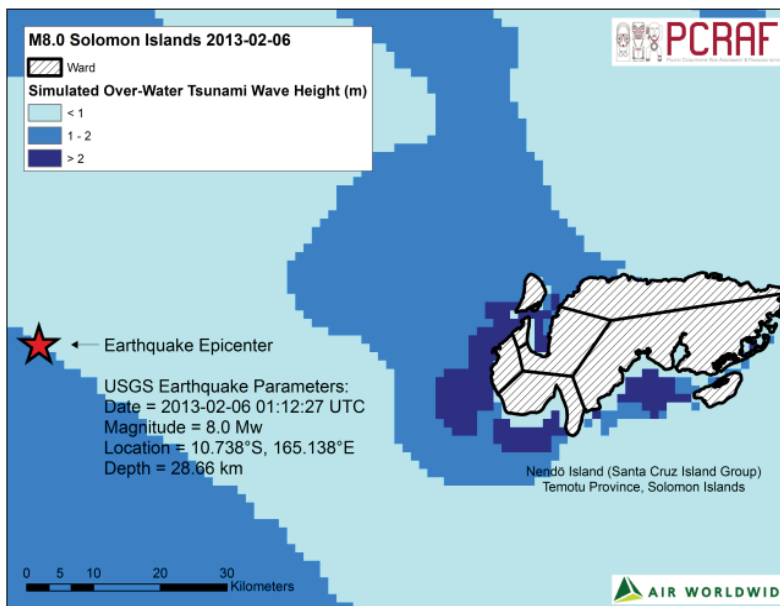 M8.0 Solomon Islands 2013-02-06
Ward
Simulated Over-Water Tsunami Wave Height (m)
< 1
1 - 2
> 2
PCRAF
Earthquake Epicenter
USGS Earthquake Parameters:
Date = 2013-02-06 01:12:27 UTC
Magnitude = 8.0 Mw
Location = 10.738°S, 165.138°E
Depth = 28.66 km
Nendö Island (Santa Cruz Island Group)
Temotu Province, Solomon Islands
0 5 10 20 30
Kilometers
AIR WORLDWID